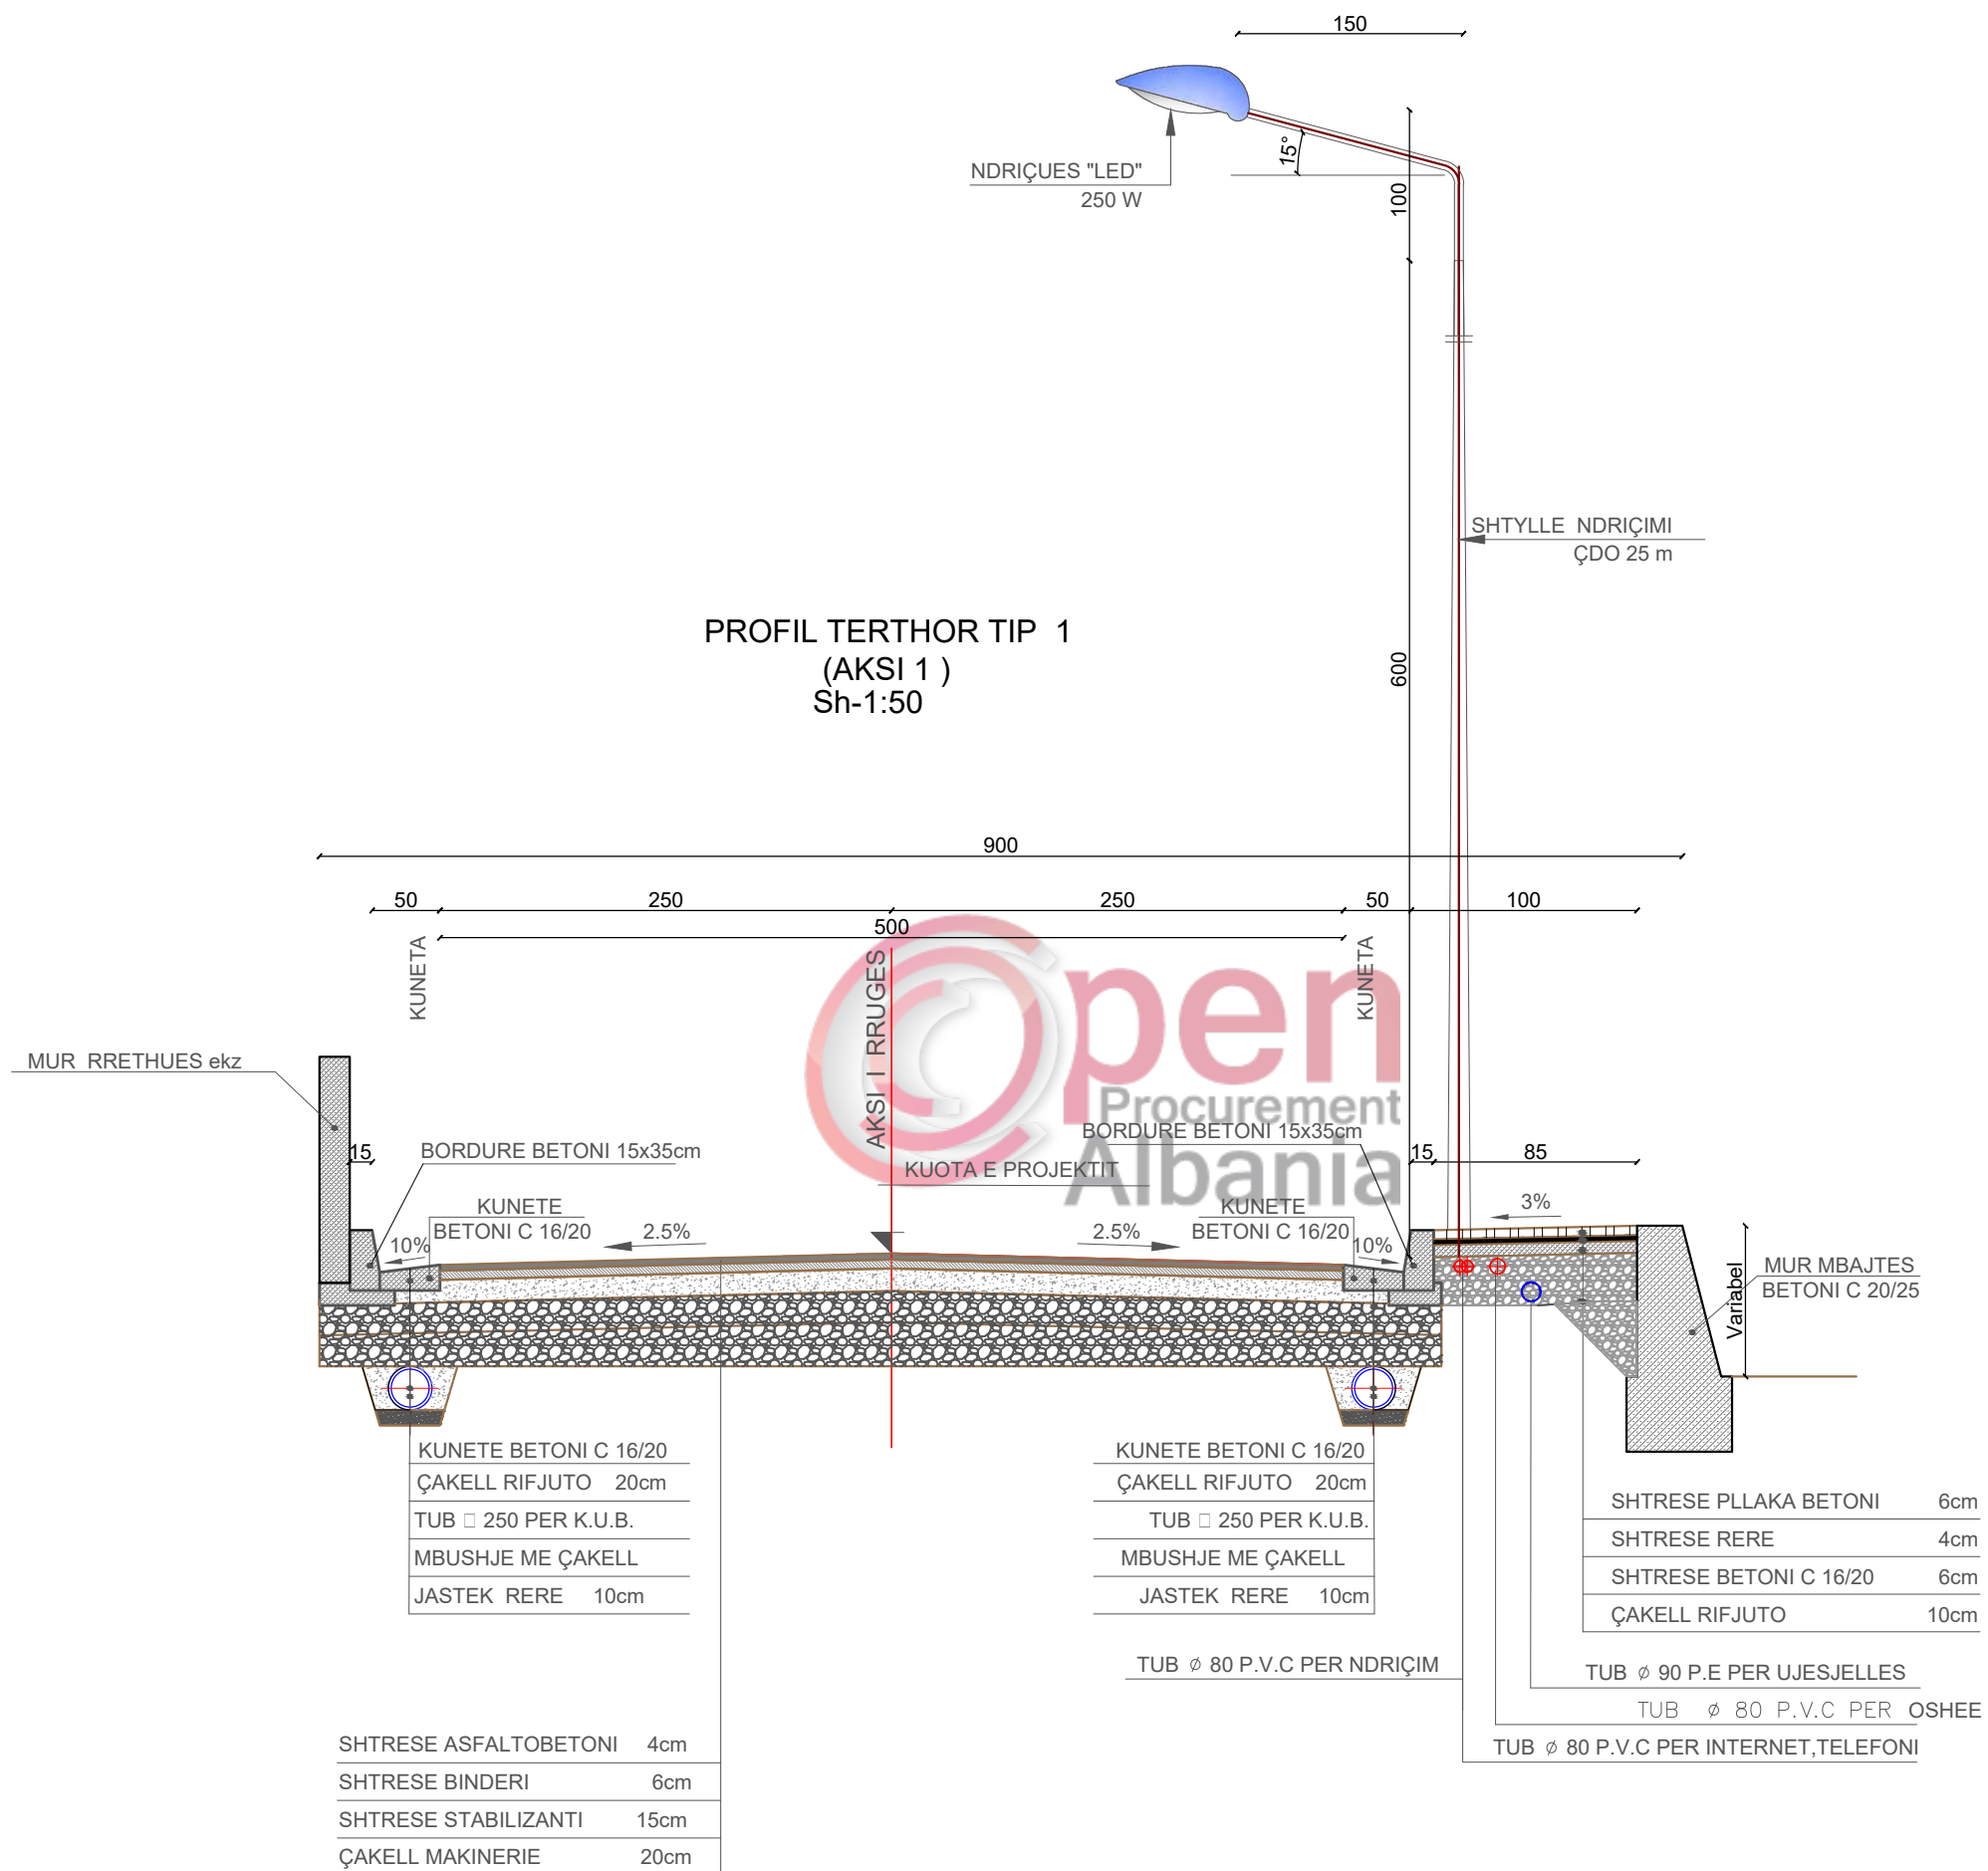 150
NDRIÇUES "LED"
250 W
15°
100
SHTYLLE NDRIÇIMI
ÇDO 25 m
PROFIL TERTHOR TIP 1
(AKSI 1 )
Sh-1:50
600
900
50
250
250
50
100
500
KUNETA
AKSI I RRUGES
KUNETA
Open
Procurement
Albania
MUR RRETHUES ekz
15
BORDURE BETONI 15x35cm
BORDURE BETONI 15x35cm
15
85
KUOTA E PROJEKTIT
KUNETE
BETONI C 16/20
KUNETE
BETONI C 16/20
10%
2.5%
2.5%
10%
3%
Variabel
MUR MBAJTES
BETONI C 20/25
KUNETE BETONI C 16/20
ÇAKELL RIFJUTO 20cm
TUB □ 250 PER K.U.B.
MBUSHJE ME ÇAKELL
JASTEK RERE 10cm
KUNETE BETONI C 16/20
ÇAKELL RIFJUTO 20cm
TUB □ 250 PER K.U.B.
MBUSHJE ME ÇAKELL
JASTEK RERE 10cm
SHTRESE PLLAKA BETONI 6cm
SHTRESE RERE 4cm
SHTRESE BETONI C 16/20 6cm
ÇAKELL RIFJUTO 10cm
TUB ⌀ 80 P.V.C PER NDRIÇIM
TUB ⌀ 90 P.E PER UJESJELLES
TUB ⌀ 80 P.V.C PER OSHEE
TUB ⌀ 80 P.V.C PER INTERNET,TELEFONI
SHTRESE ASFALTOBETONI 4cm
SHTRESE BINDERI 6cm
SHTRESE STABILIZANTI 15cm
ÇAKELL MAKINERIE 20cm